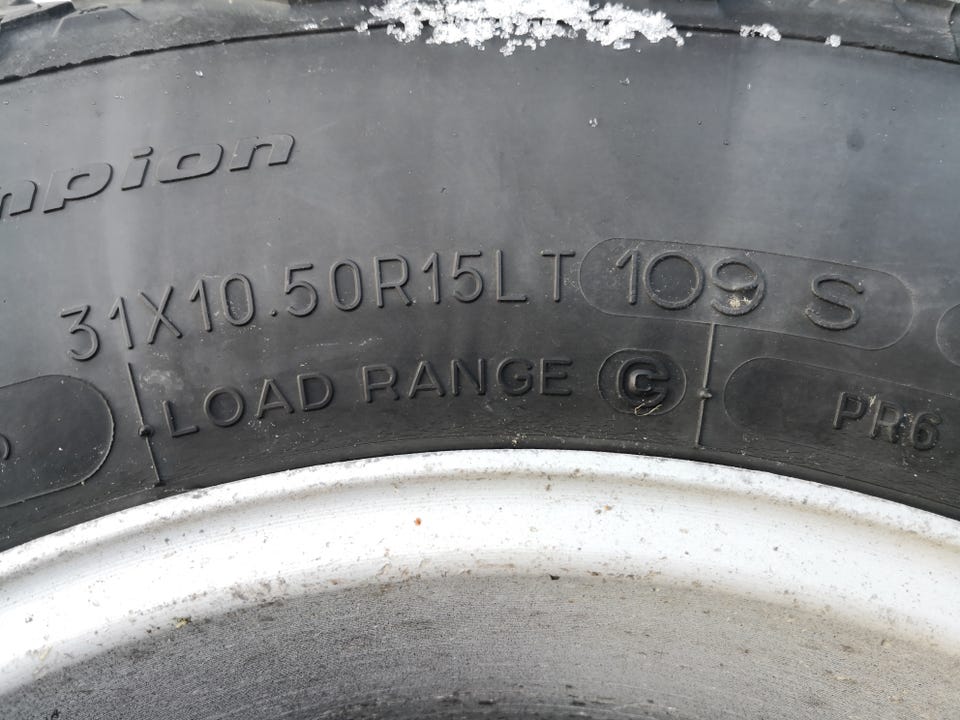 mpion
31X10.50R15LT 109 S
LOAD RANGE C
PR6